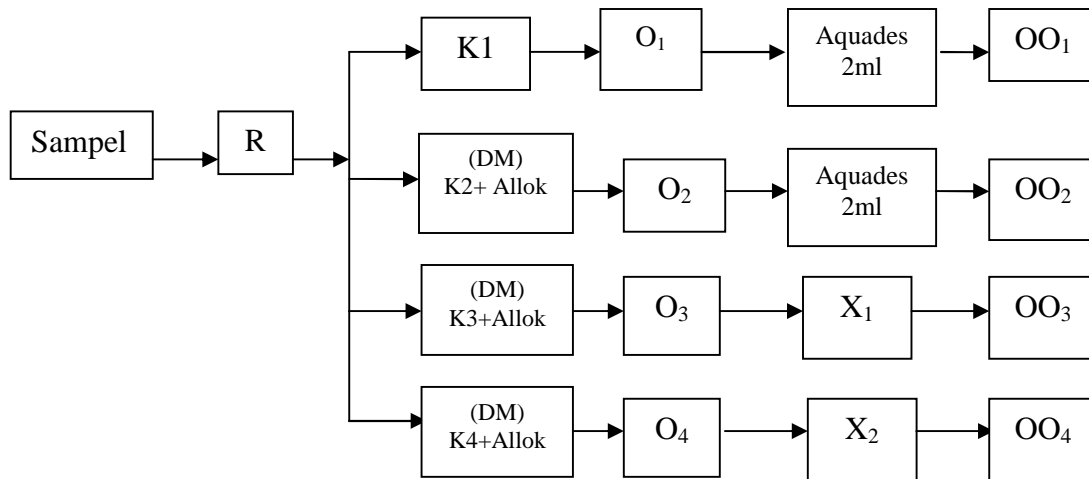 K1
O₁
Aquades
2ml
OO₁
Sampel
R
(DM)
K2+ Allok
O₂
Aquades
2ml
OO₂
(DM)
K3+Allok
O₃
X₁
OO₃
(DM)
K4+Allok
O₄
X₂
OO₄